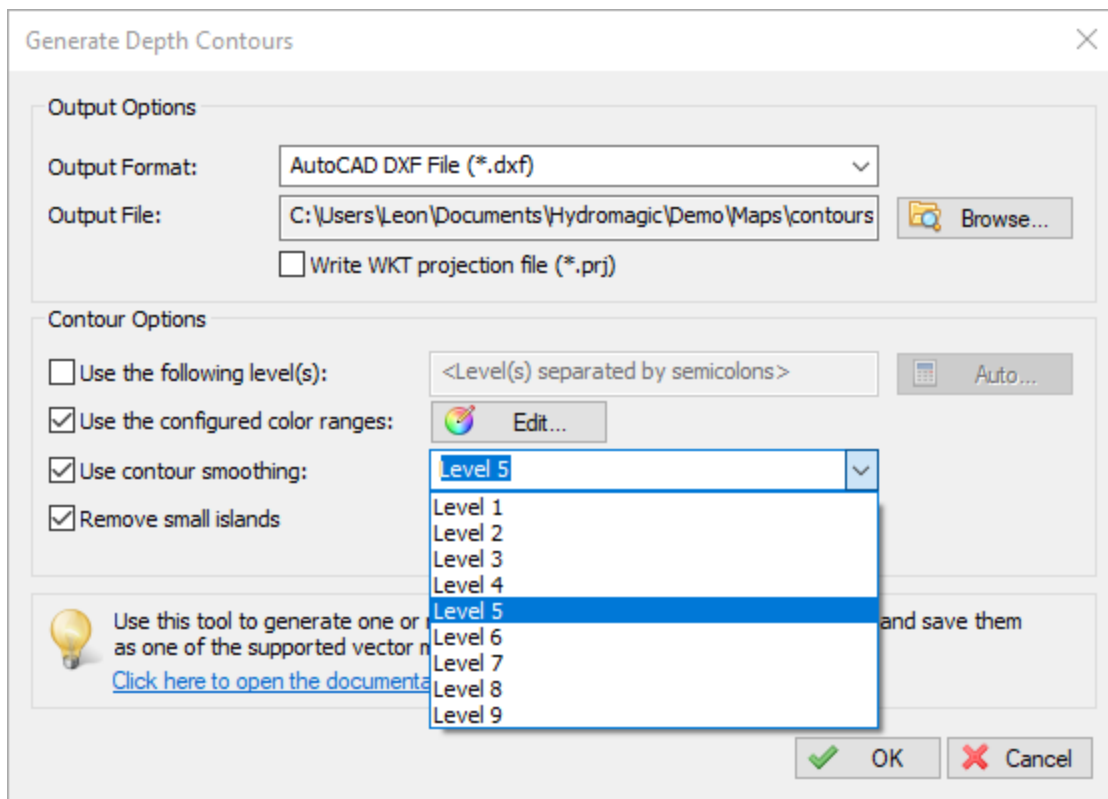 Generate Depth Contours
Output Options
Output Format: AutoCAD DXF File (*.dxf)
Output File: C:\Users\Leon\Documents\Hydromagic\Demo\Maps\contours Browse...
Write WKT projection file (*.prj)
Contour Options
Use the following level(s): <Level(s) separated by semicolons> Auto...
Use the configured color ranges: Edit...
Use contour smoothing: Level 5
Remove small islands
Level 1
Level 2
Level 3
Level 4
Level 5
Level 6
Level 7
Level 8
Level 9
Use this tool to generate one or and save them
as one of the supported vector
Click here to open the
OK Cancel